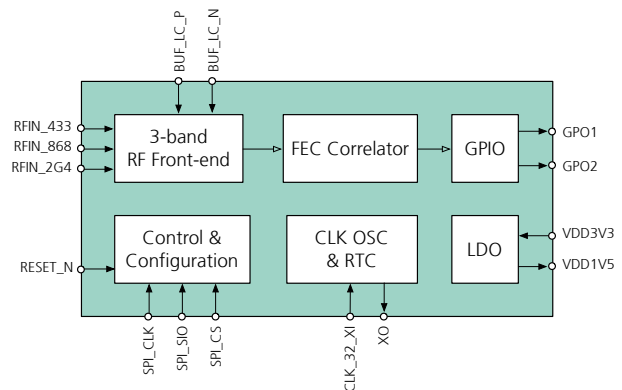 BUF_LC_P
BUF_LC_N
RFIN_433
RFIN_868
RFIN_2G4
3-band
RF Front-end
FEC Correlator
GPIO
GPO1
GPO2
Control &
Configuration
CLK OSC
& RTC
LDO
VDD3V3
VDD1V5
RESET_N
SPI_CLK
SPI_SIO
SPI_CS
CLK_32_XI
XO